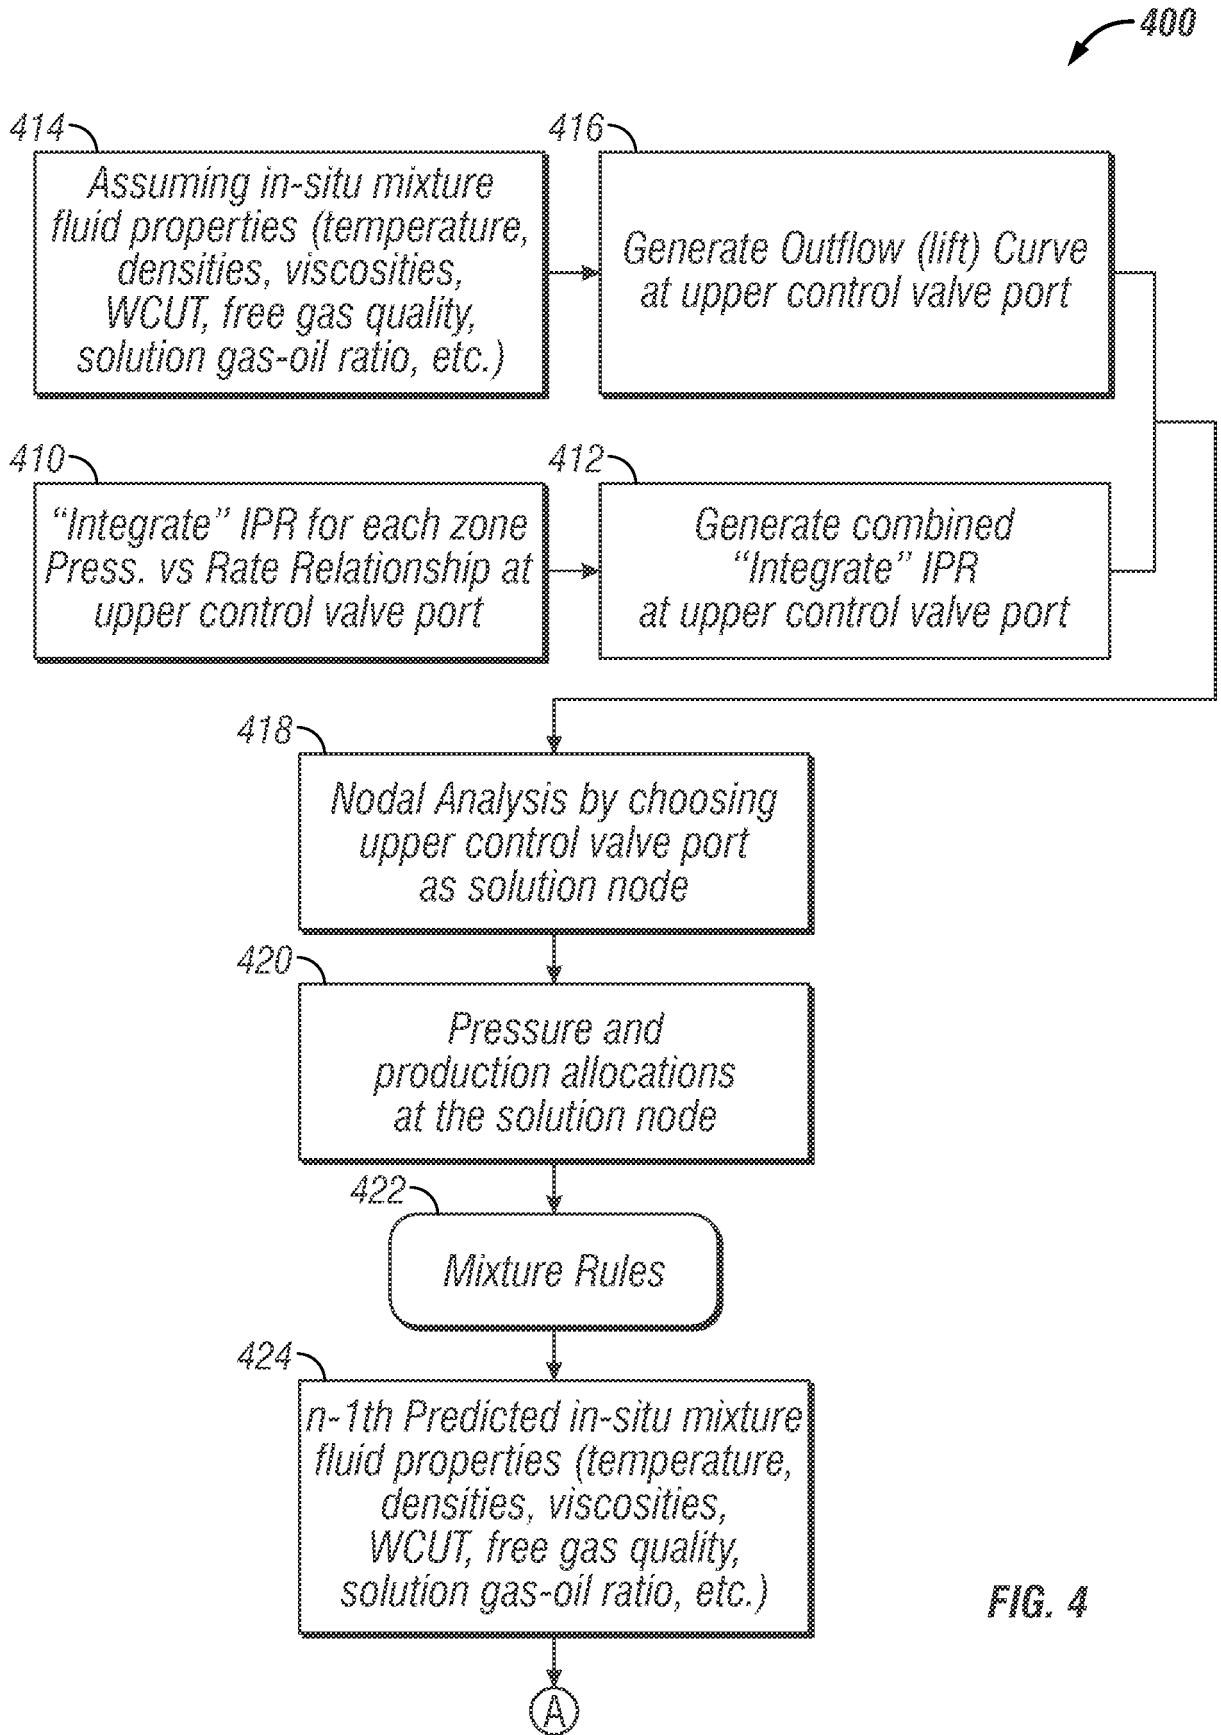 400
414
Assuming in-situ mixture
fluid properties (temperature,
densities, viscosities,
WCUT, free gas quality,
solution gas-oil ratio, etc.)
416
Generate Outflow (lift) Curve
at upper control valve port
410
“Integrate” IPR for each zone
Press. vs Rate Relationship at
upper control valve port
412
Generate combined
“Integrate” IPR
at upper control valve port
418
Nodal Analysis by choosing
upper control valve port
as solution node
420
Pressure and
production allocations
at the solution node
422
Mixture Rules
424
n-1th Predicted in-situ mixture
fluid properties (temperature,
densities, viscosities,
WCUT, free gas quality,
solution gas-oil ratio, etc.)
A
FIG. 4